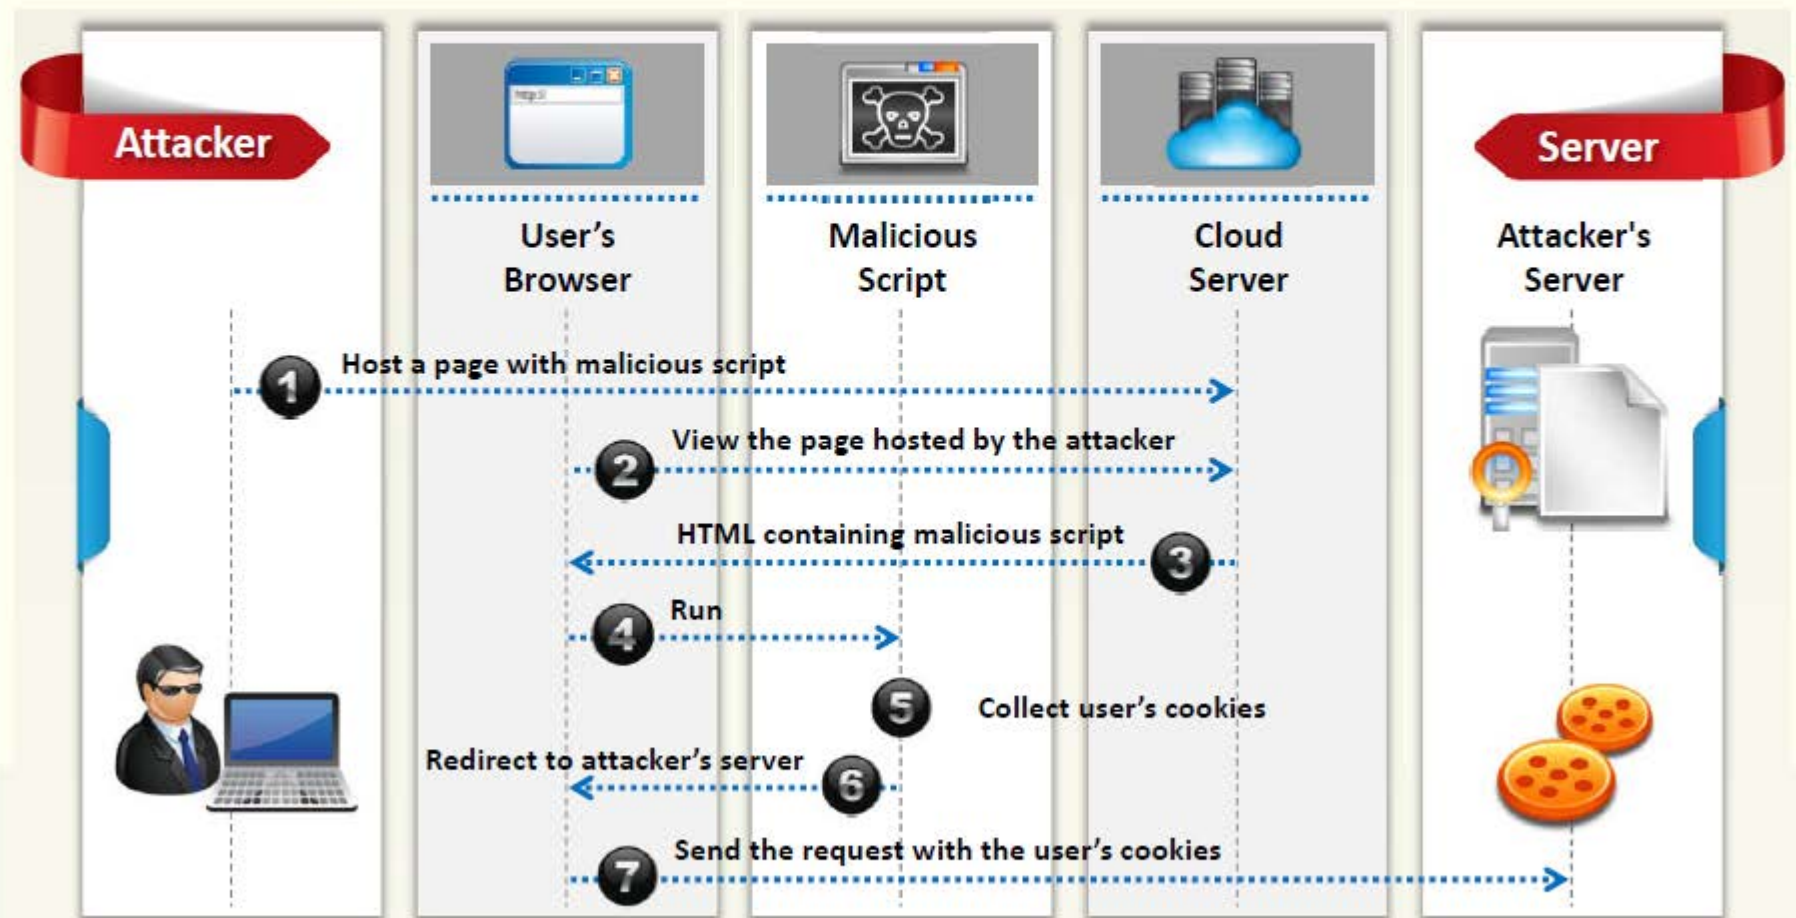 Attacker
http://
Server
User's
Browser
Malicious
Script
Cloud
Server
Attacker's
Server
1
Host a page with malicious script
2
View the page hosted by the attacker
HTML containing malicious script
3
4
Run
5
Collect user's cookies
Redirect to attacker's server
6
7
Send the request with the user's cookies